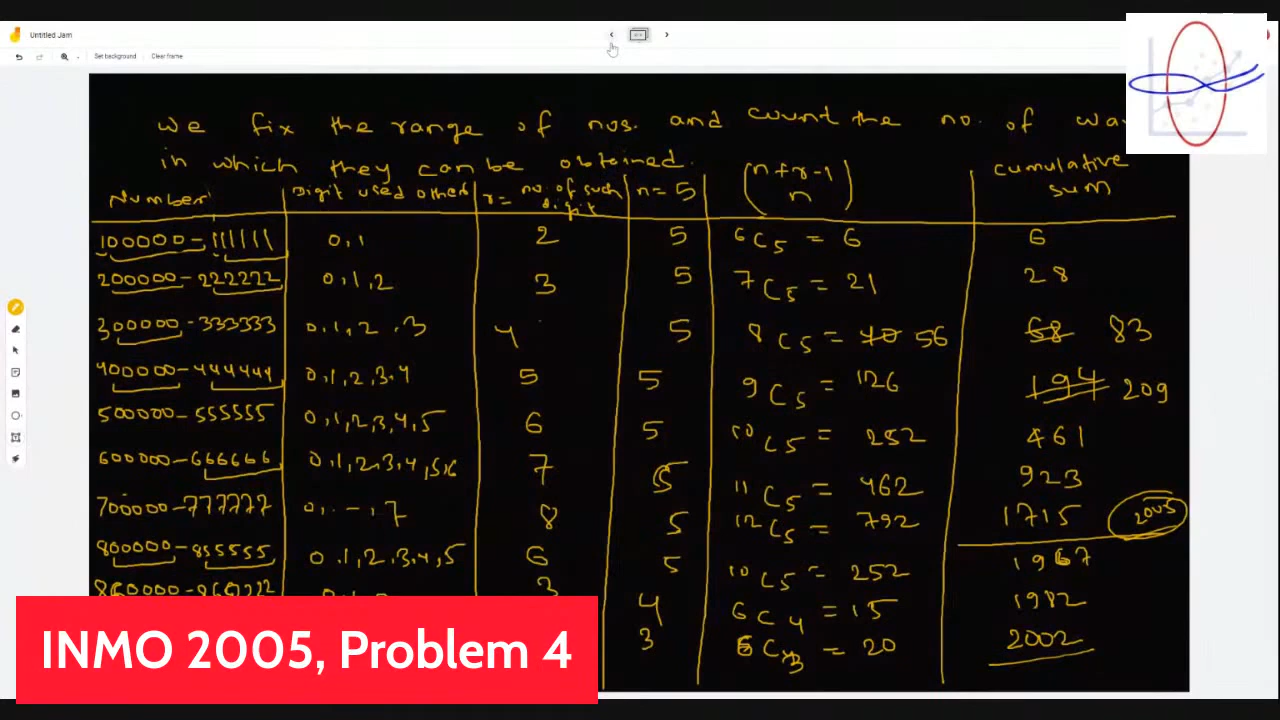 Untitled Jam
Set background Clear frame
We fix the range of nos. and count the no. of
in which they can be obtained.
Number Digit used other r = no. of such digit n = 5 (n+r-1 n) cumulative sum
100000 - 111111 0,1 2 5 6C5 = 6 6
200000 - 222222 0,1,2 3 5 7C5 = 21 28
300000 - 333333 0,1,2,3 4 5 8C5 = 40 56 68 83
400000 - 444444 0,1,2,3,4 5 5 9C5 = 126 194 209
500000 - 555555 0,1,2,3,4,5 6 5 10C5 = 252 461
600000 - 666666 0,1,2,3,4,5,6 7 5 11C5 = 462 923
700000 - 777777 0,--,7 8 5 12C5 = 792 1715 2005
800000 - 855555 0,1,2,3,4,5 6 5 10C5 = 252 1967
3 4 6C4 = 15 1982
3 = 20 2002
INMO 2005, Problem 4